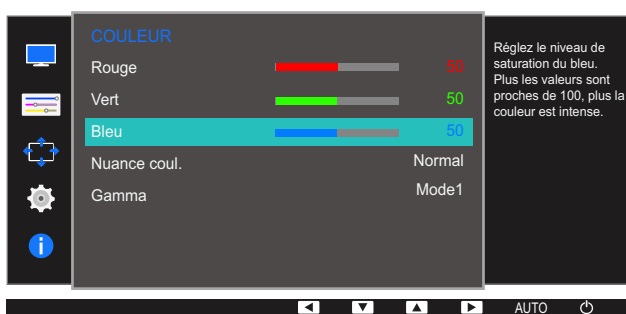 COULEUR
Rouge 50
Vert 50
Bleu 50
Nuance coul. Normal
Gamma Mode1
Réglez le niveau de
saturation du bleu.
Plus les valeurs sont
proches de 100, plus la
couleur est intense.
AUTO